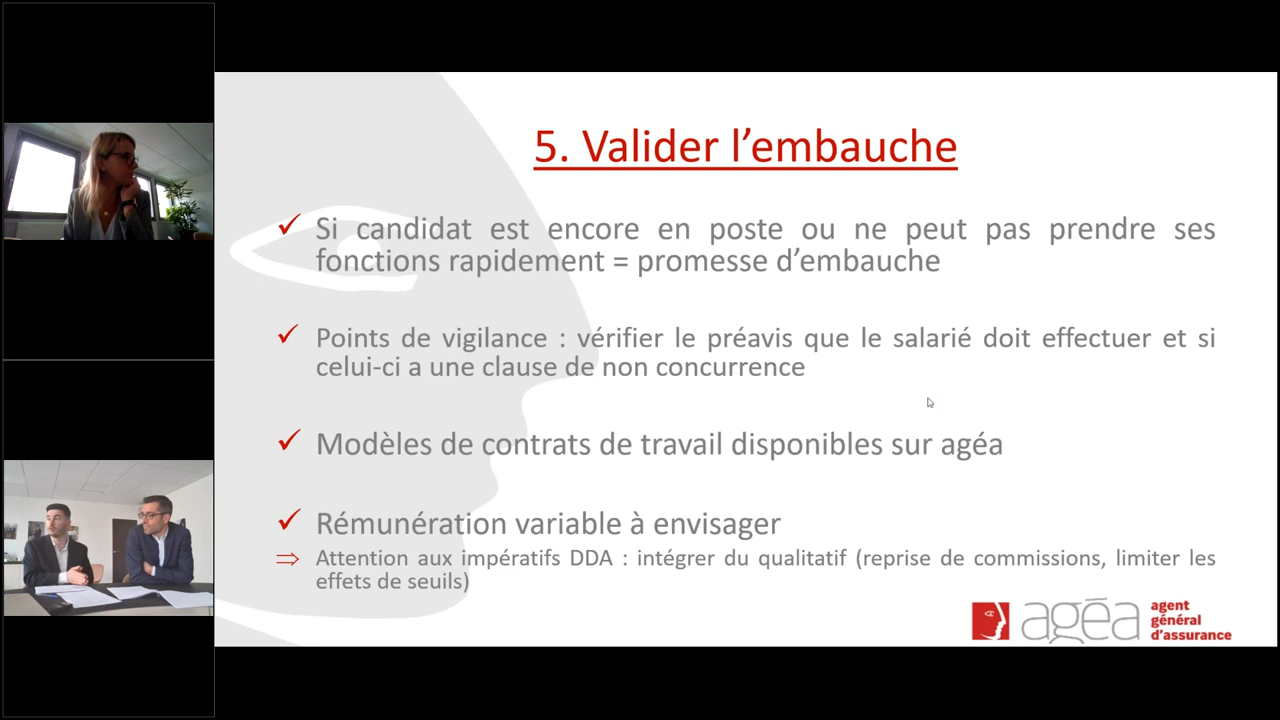 5. Valider l’embauche
✓ Si candidat est encore en poste ou ne peut pas prendre ses
fonctions rapidement = promesse d’embauche
✓ Points de vigilance : vérifier le préavis que le salarié doit effectuer et si
celui-ci a une clause de non concurrence
✓ Modèles de contrats de travail disponibles sur agéa
✓ Rémunération variable à envisager
⇒ Attention aux impératifs DDA : intégrer du qualitatif (reprise de commissions, limiter les
effets de seuils)
agéa
agent
général
d’assurance